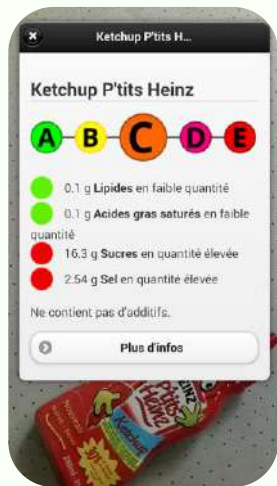 Ketchup P'tits H...
Ketchup P'tits Heinz
A B C D E
0.1 g Lipides en faible quantité
0.1 g Acides gras saturés en faible
quantité
16.3 g Sucres en quantité élevée
2.54 g Sel en quantité élevée
Ne contient pas d'additifs.
Plus d'infos
HEINZ
P'tits
Heinz
Ketchup